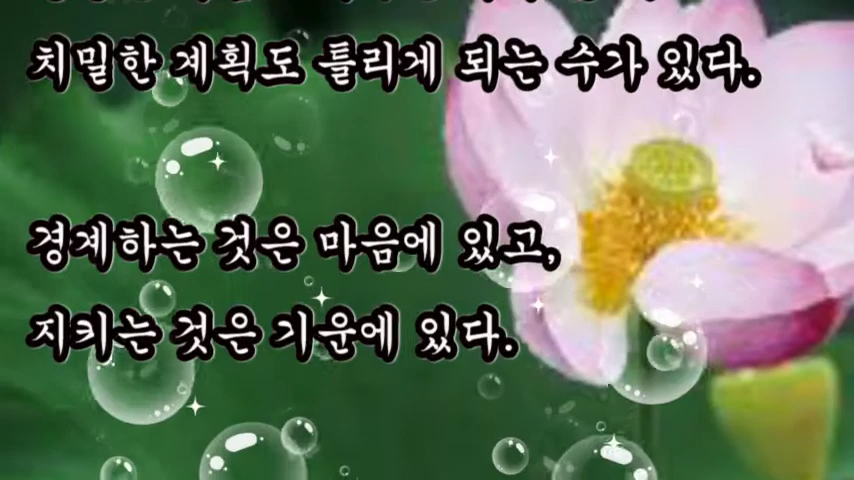 치밀한 계획도 틀리게 되는 수가 있다.
경계하는 것은 마음에 있고,
지키는 것은 기운에 있다.